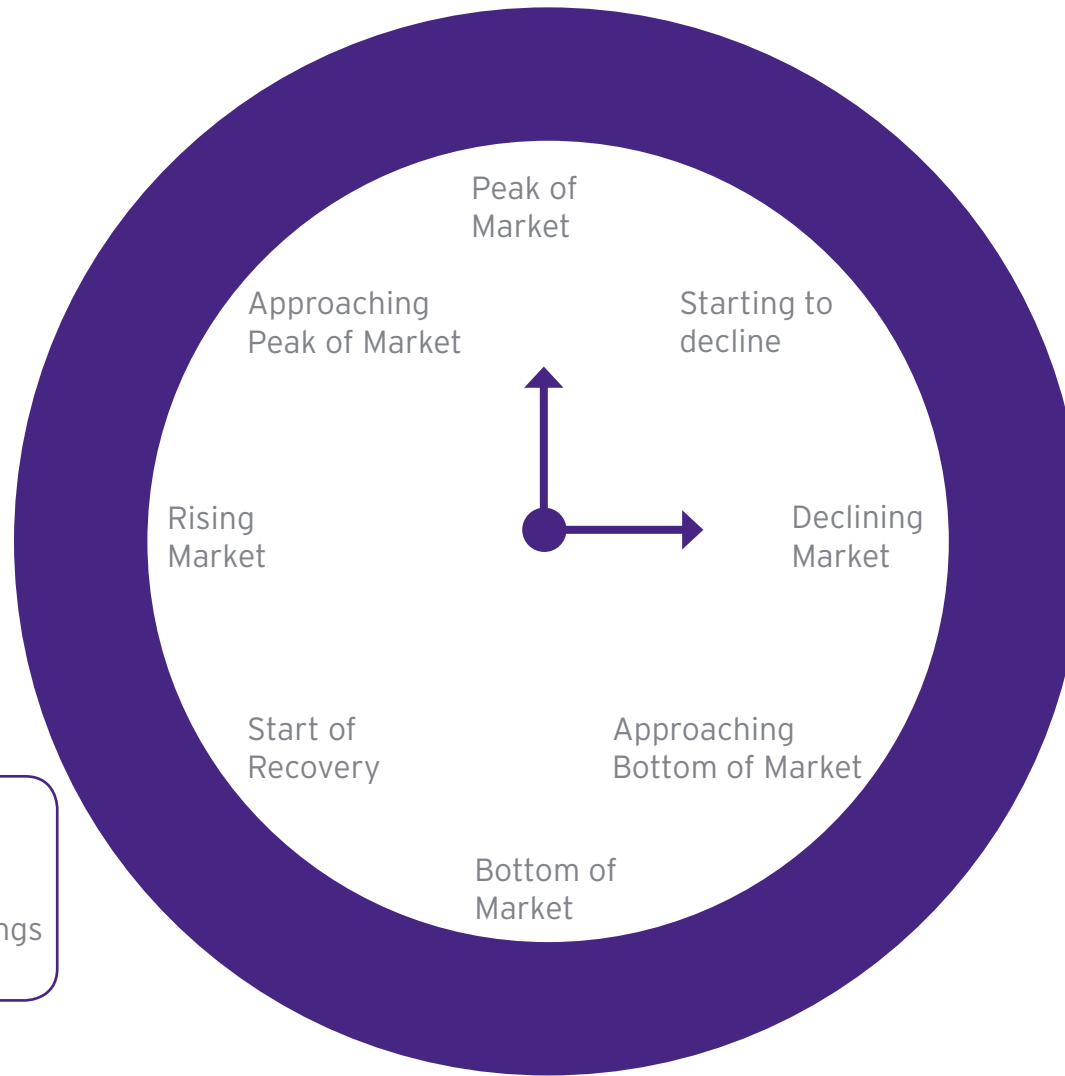 Peak of
Market
Approaching
Peak of Market
Starting to
decline
Rising
Market
Declining
Market
Start of
Recovery
Approaching
Bottom of Market
Bottom of
Market